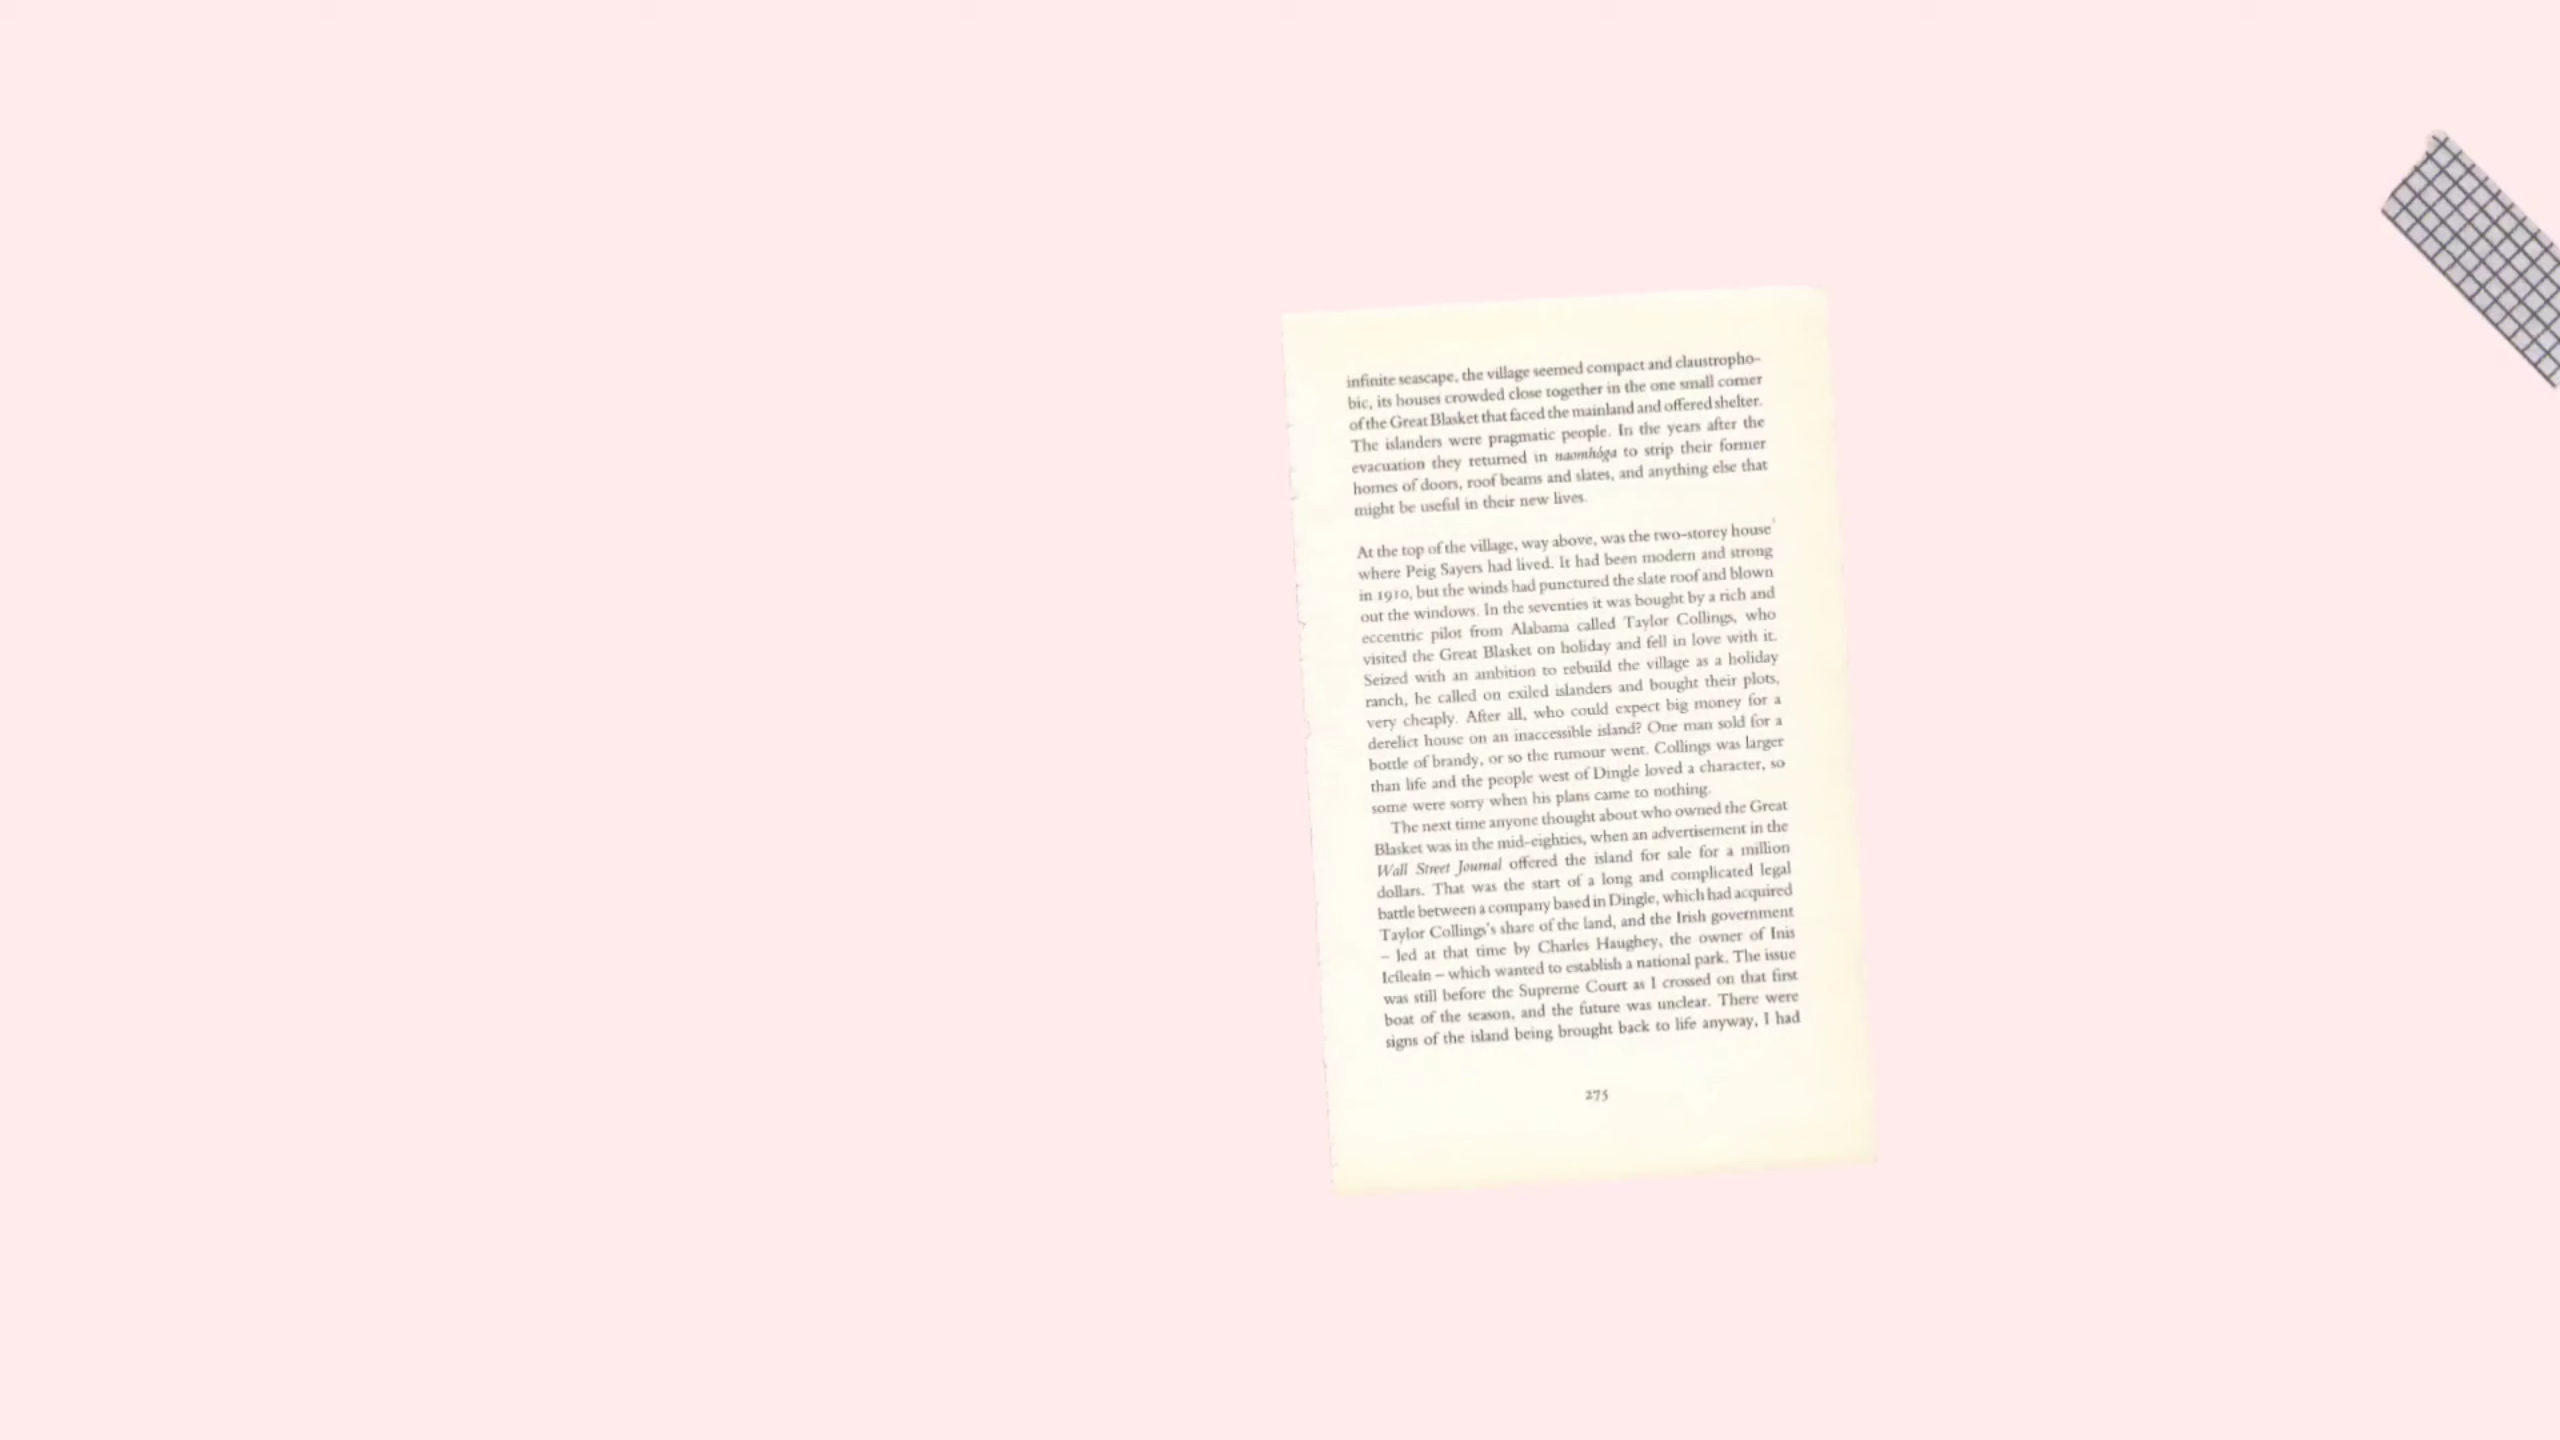 infinite seascape, the village seemed compact and claustropho-
bic, its houses crowded close together in the one small corner
of the Great Blasket that faced the mainland and offered shelter.
The islanders were pragmatic people. In the years after the
evacuation they returned in naomhóga to strip their former
homes of doors, roof beams and slates, and anything else that
might be useful in their new lives.
At the top of the village, way above, was the two-storey house
where Peig Sayers had lived. It had been modern and strong
in 1910, but the winds had punctured the slate roof and blown
out the windows. In the seventies it was bought by a rich and
eccentric pilot from Alabama called Taylor Collings, who
visited the Great Blasket on holiday and fell in love with it.
Seized with an ambition to rebuild the village as a holiday
ranch, he called on exiled islanders and bought their plots,
very cheaply. After all, who could expect big money for a
derelict house on an inaccessible island? One man sold for a
bottle of brandy, or so the rumour went. Collings was larger
than life and the people west of Dingle loved a character, so
some were sorry when his plans came to nothing.
The next time anyone thought about who owned the Great
Blasket was in the mid-eighties, when an advertisement in the
Wall Street Journal offered the island for sale for a million
dollars. That was the start of a long and complicated legal
battle between a company based in Dingle, which had acquired
Taylor Collings's share of the land, and the Irish government
– led at that time by Charles Haughey, the owner of Inis
Icíleaín – which wanted to establish a national park. The issue
was still before the Supreme Court as I crossed on that first
boat of the season, and the future was unclear. There were
signs of the island being brought back to life anyway, I had
275